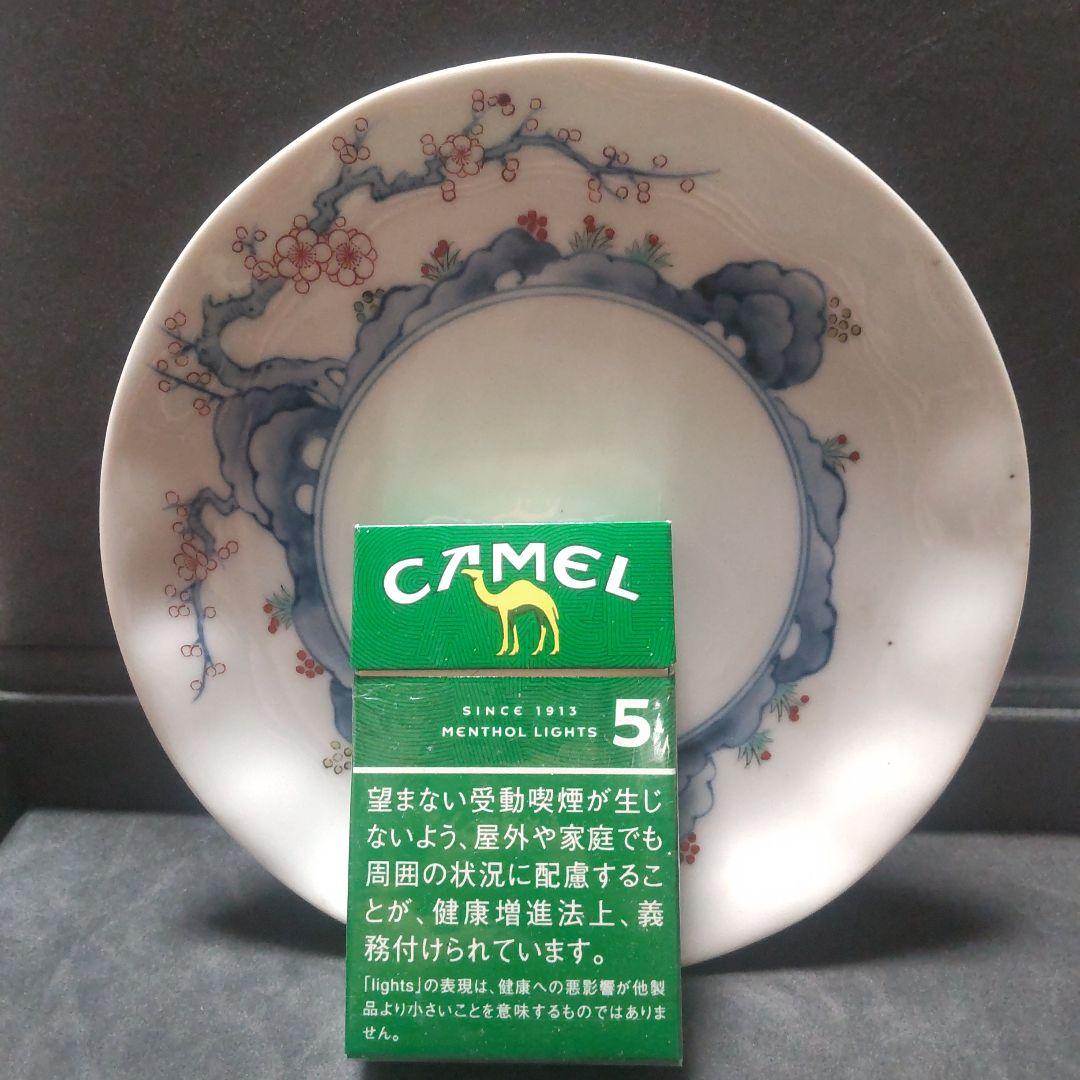 CAMEL
SINCE 1913
MENTHOL LIGHTS 5
望まない受動喫煙が生じ
ないよう、屋外や家庭でも
周囲の状況に配慮するこ
とが、健康増進法上、義
務付けられています。
「lights」の表現は、健康への悪影響が他製
品より小さいことを意味するものではありま
せん。